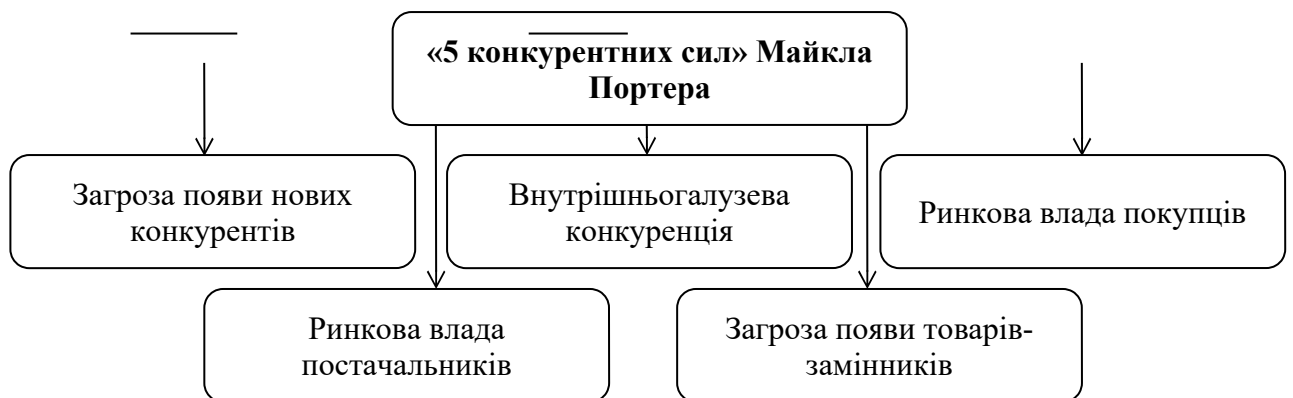 «5 конкурентних сил» Майкла
Портера
Загроза появи нових
конкурентів
Внутрішньогалузева
конкуренція
Ринкова влада покупців
Ринкова влада
постачальників
Загроза появи товарів-
замінників